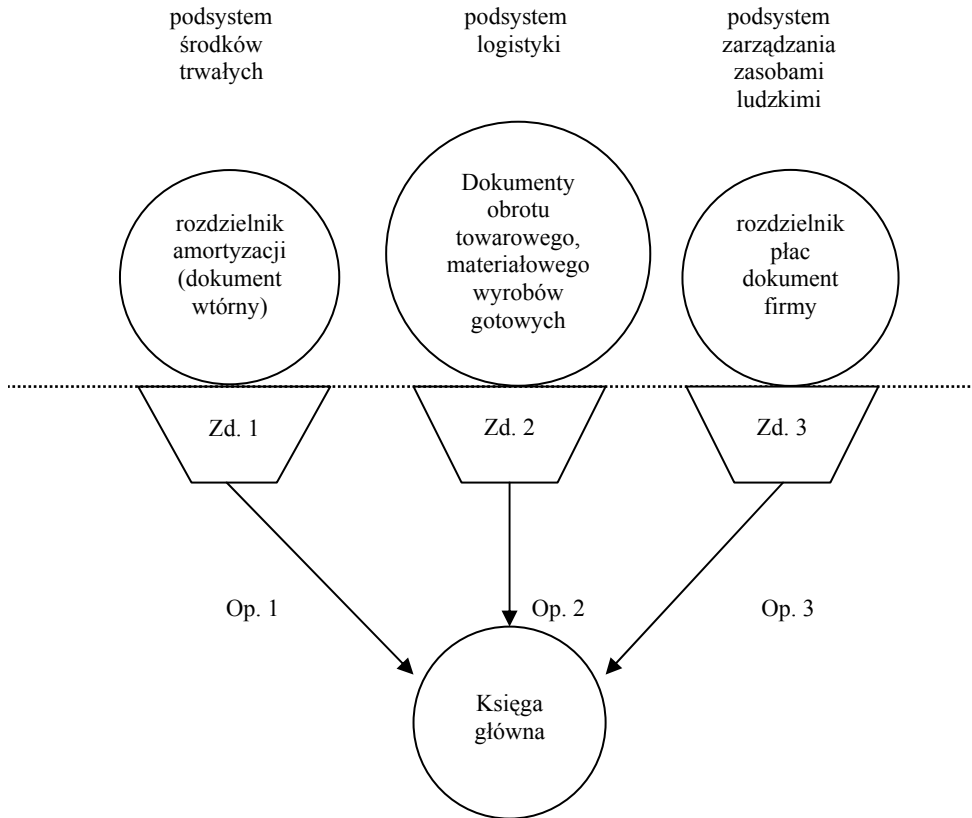 podsystem
środków
trwałych
podsystem
logistyki
podsystem
zarządzania
zasobami
ludzkimi
rozdzielnik
amortyzacji
(dokument
wtórny)
Dokumenty
obrotu
towarowego,
materiałowego
wyrobów
gotowych
rozdzielnik
płac
dokument
firmy
Zd. 1
Zd. 2
Zd. 3
Op. 1
Op. 2
Op. 3
Księga
główna